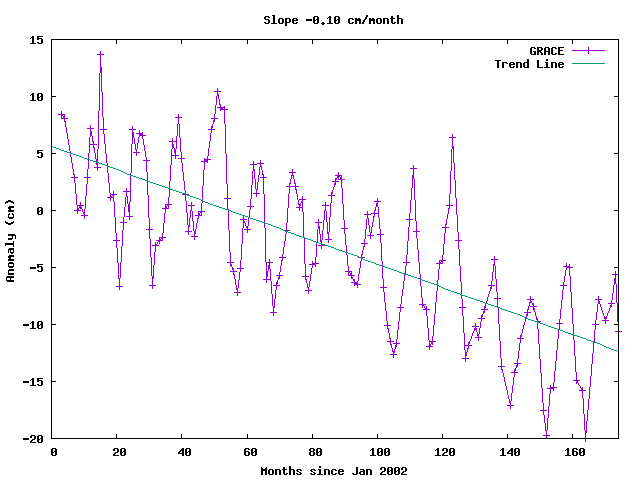 Slope -0.10 cm/month
GRACE
Trend Line
15
10
5
0
-5
-10
-15
-20
Anomaly (cm)
0 20 40 60 80 100 120 140 160
Months since Jan 2002